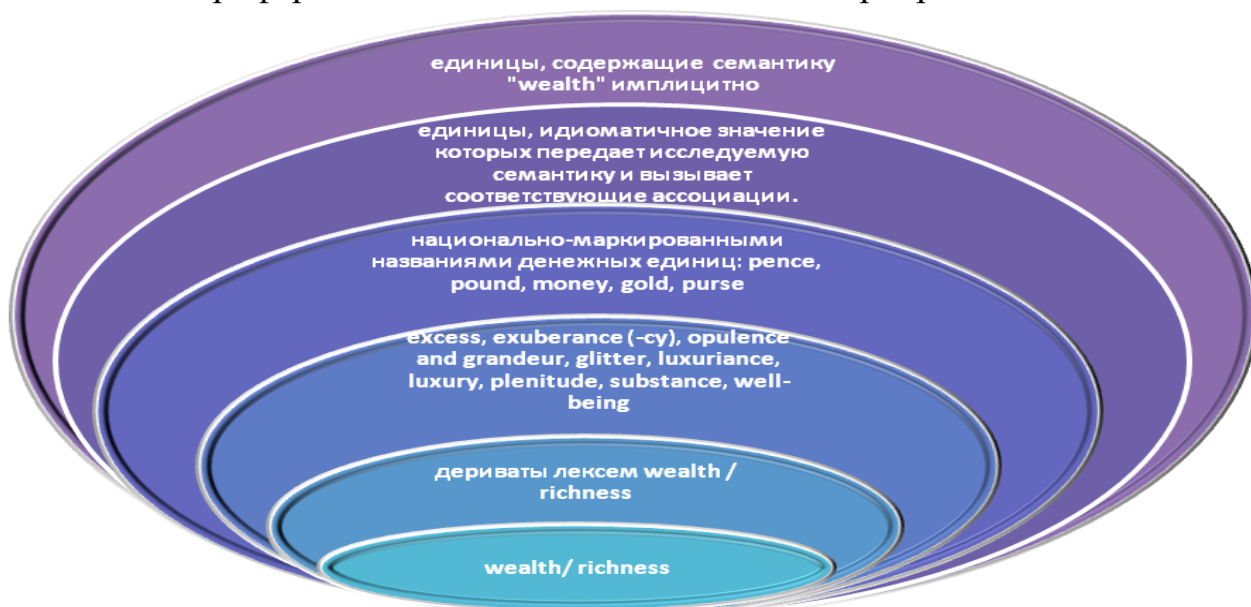 единицы, содержащие семантику
"wealth" имплицитно
единицы, идиоматичное значение
которых передает исследуемую
семантику и вызывает
соответствующие ассоциации.
национально-маркированными
названиями денежных единиц: pence,
pound, money, gold, purse
excess, exuberance (-cy), opulence
and grandeur, glitter, luxuriance,
luxury, plenitude, substance, well-
being
дериваты лексем wealth /
richness
wealth/ richness